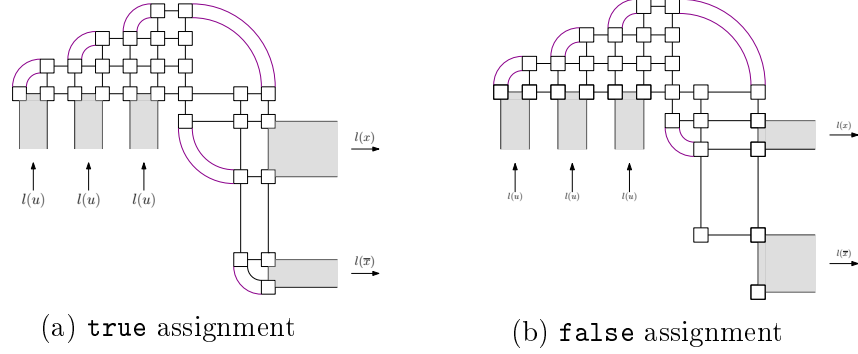 l(x) l(x)
l(u) l(u) l(u) l(u) l(u) l(u)
l(x̅) l(x̅)
(a) true assignment (b) false assignment